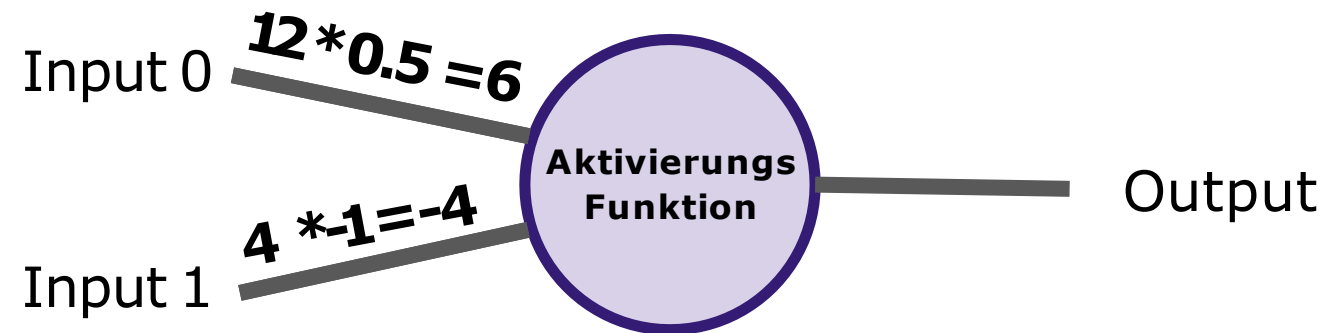 Input 0
12*0.5 =6
Aktivierungs
Funktion
Output
4 *-1=-4
Input 1